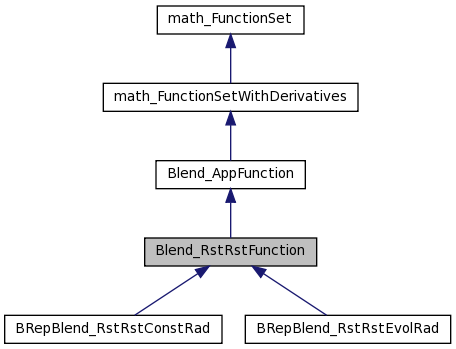 math_FunctionSet
math_FunctionSetWithDerivatives
Blend_AppFunction
Blend_RstRstFunction
BRepBlend_RstRstConstRad
BRepBlend_RstRstEvolRad